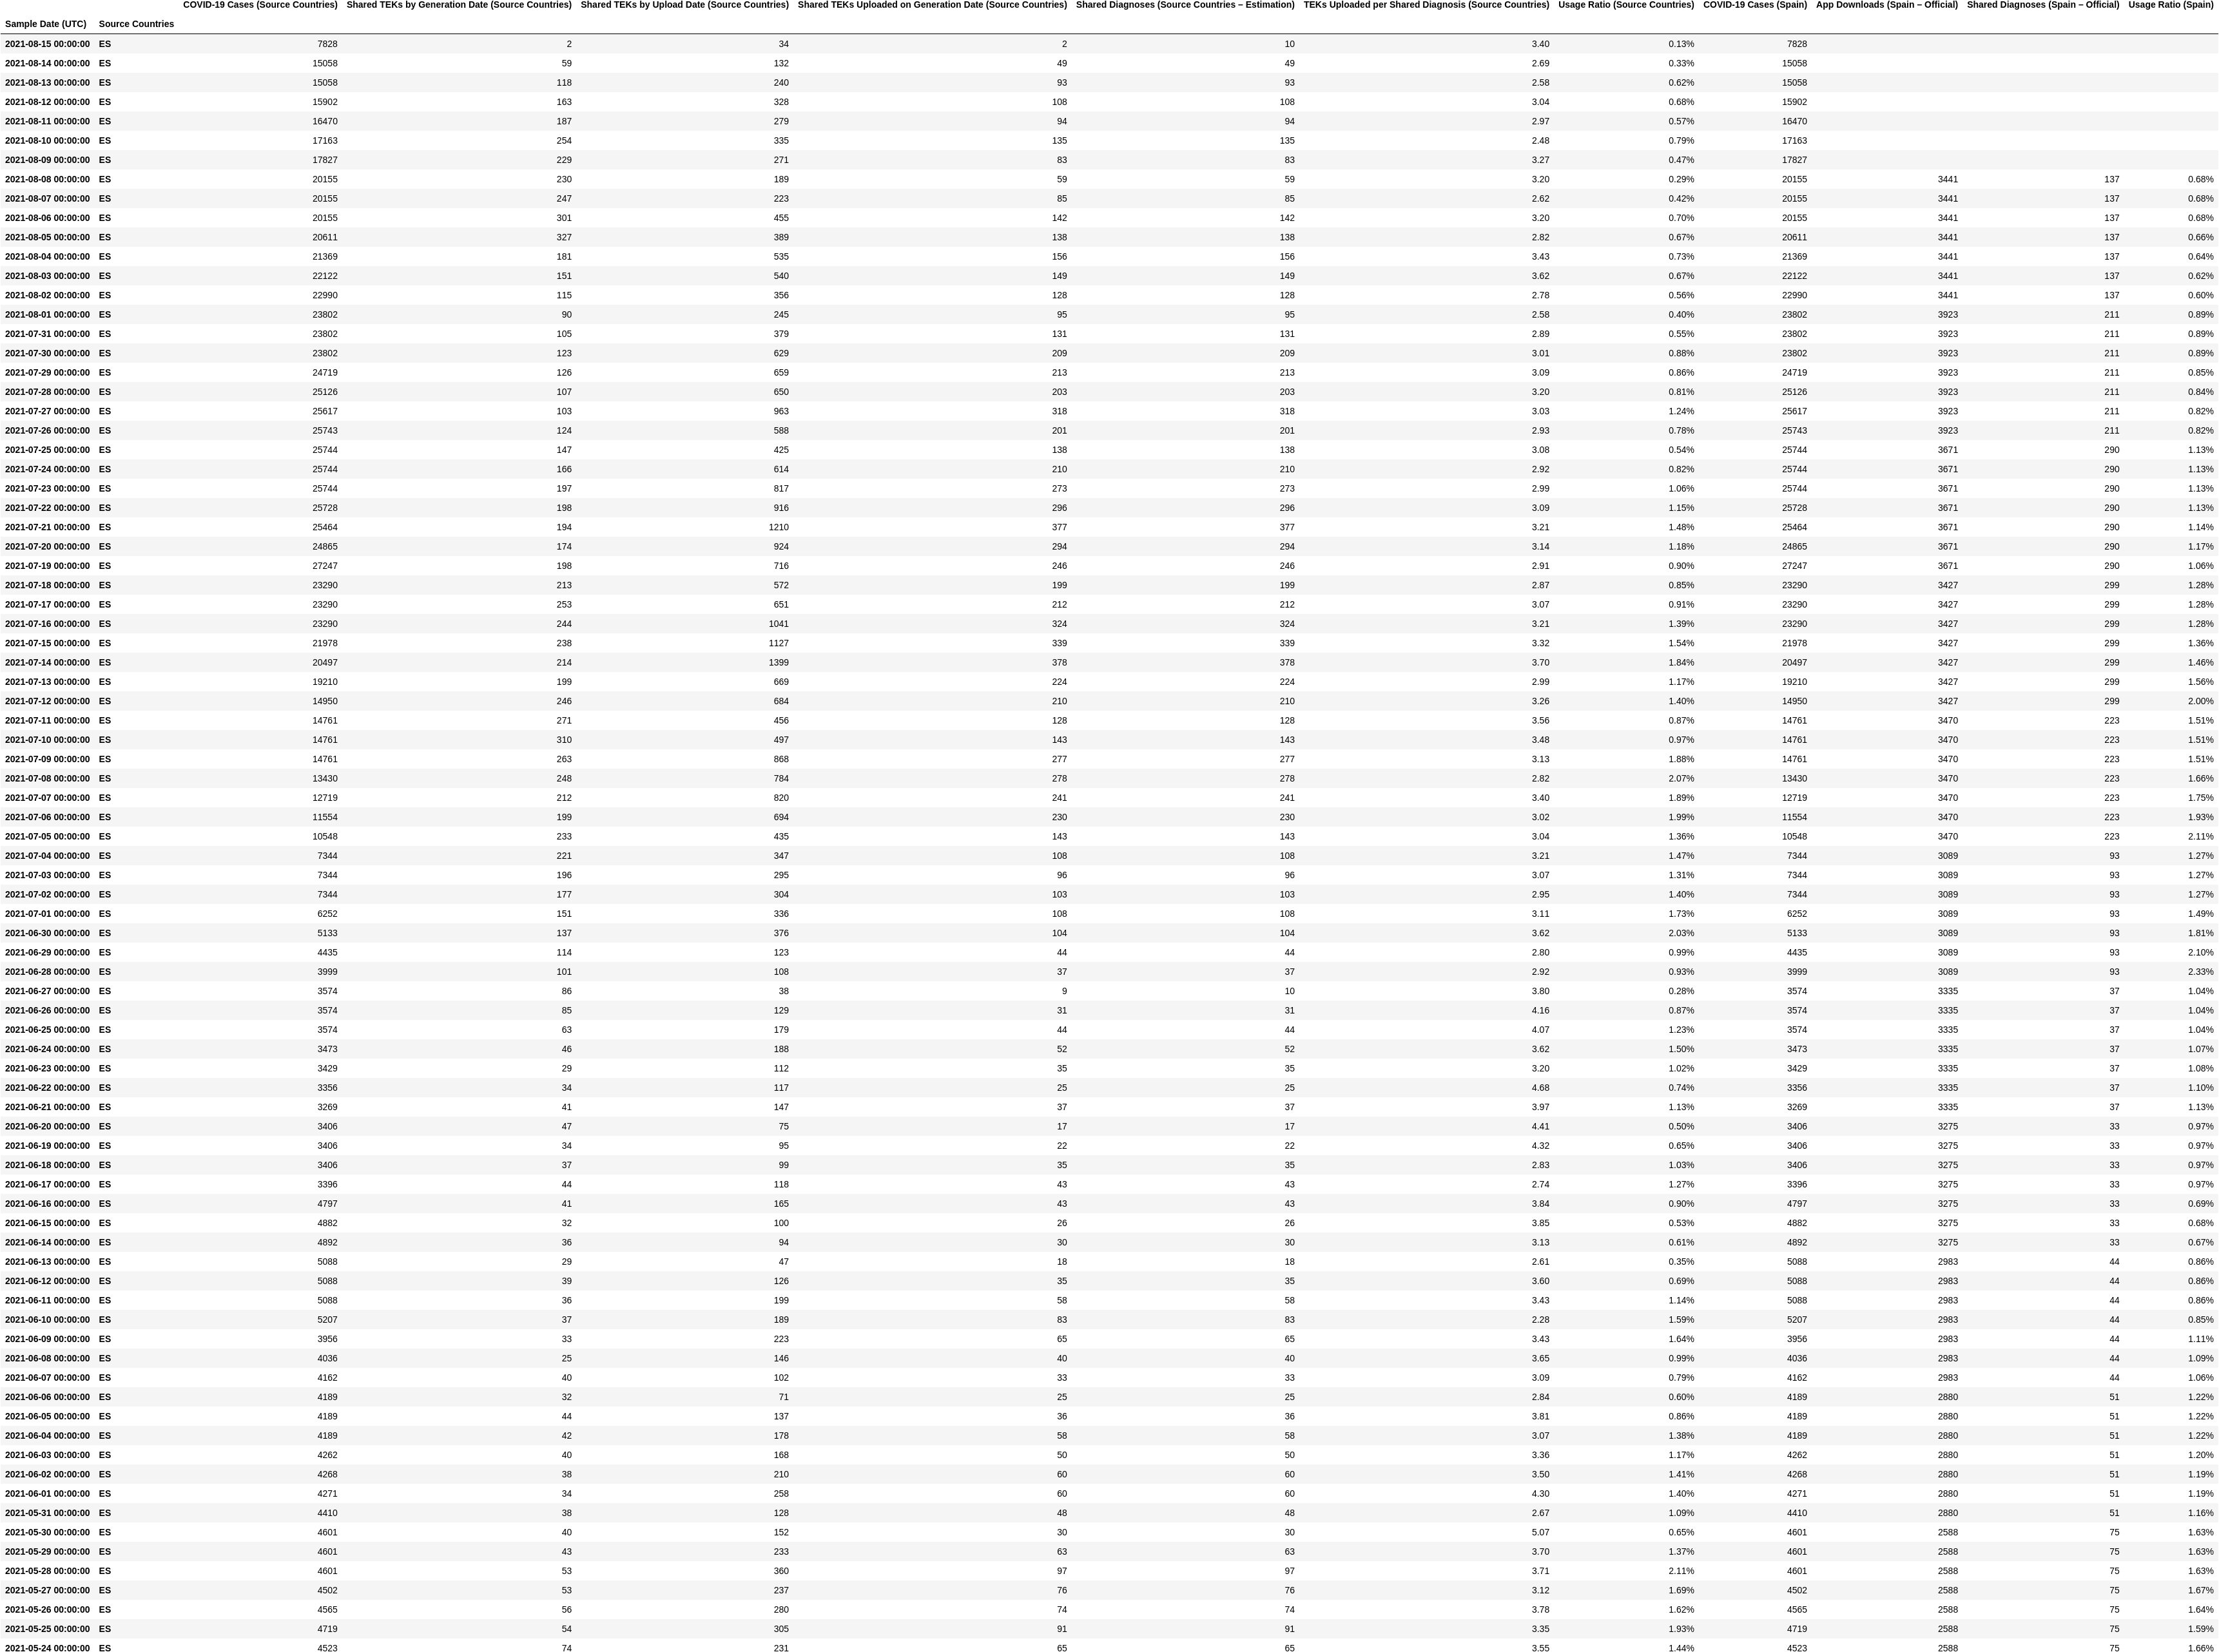 COVID-19 Cases (Source Countries) Shared TEKs by Generation Date (Source Countries) Shared TEKs by Upload Date (Source Countries) Shared TEKs Uploaded on Generation Date (Source Countries) Shared Diagnoses (Source Countries – Estimation) TEKs Uploaded per Shared Diagnosis (Source Countries) Usage Ratio (Source Countries) COVID-19 Cases (Spain) App Downloads (Spain – Official) Shared Diagnoses (Spain – Official) Usage Ratio (Spain)
Sample Date (UTC) Source Countries
2021-08-15 00:00:00 ES 7828 2 34 2 10 3.40 0.13% 7828
2021-08-14 00:00:00 ES 15058 59 132 49 49 2.69 0.33% 15058
2021-08-13 00:00:00 ES 15058 118 240 93 93 2.58 0.62% 15058
2021-08-12 00:00:00 ES 15902 163 328 108 108 3.04 0.68% 15902
2021-08-11 00:00:00 ES 16470 187 279 94 94 2.97 0.57% 16470
2021-08-10 00:00:00 ES 17163 254 335 135 135 2.48 0.79% 17163
2021-08-09 00:00:00 ES 17827 229 271 83 83 3.27 0.47% 17827
2021-08-08 00:00:00 ES 20155 230 189 59 59 3.20 0.29% 20155 3441 137 0.68%
2021-08-07 00:00:00 ES 20155 247 223 85 85 2.62 0.42% 20155 3441 137 0.68%
2021-08-06 00:00:00 ES 20155 301 455 142 142 3.20 0.70% 20155 3441 137 0.68%
2021-08-05 00:00:00 ES 20611 327 389 138 138 2.82 0.67% 20611 3441 137 0.66%
2021-08-04 00:00:00 ES 21369 181 535 156 156 3.43 0.73% 21369 3441 137 0.64%
2021-08-03 00:00:00 ES 22122 151 540 149 149 3.62 0.67% 22122 3441 137 0.62%
2021-08-02 00:00:00 ES 22990 115 356 128 128 2.78 0.56% 22990 3441 137 0.60%
2021-08-01 00:00:00 ES 23802 90 245 95 95 2.58 0.40% 23802 3923 211 0.89%
2021-07-31 00:00:00 ES 23802 105 379 131 131 2.89 0.55% 23802 3923 211 0.89%
2021-07-30 00:00:00 ES 23802 123 629 209 209 3.01 0.88% 23802 3923 211 0.89%
2021-07-29 00:00:00 ES 24719 126 659 213 213 3.09 0.86% 24719 3923 211 0.85%
2021-07-28 00:00:00 ES 25126 107 650 203 203 3.20 0.81% 25126 3923 211 0.84%
2021-07-27 00:00:00 ES 25617 103 963 318 318 3.03 1.24% 25617 3923 211 0.82%
2021-07-26 00:00:00 ES 25743 124 588 201 201 2.93 0.78% 25743 3923 211 0.82%
2021-07-25 00:00:00 ES 25744 147 425 138 138 3.08 0.54% 25744 3671 290 1.13%
2021-07-24 00:00:00 ES 25744 166 614 210 210 2.92 0.82% 25744 3671 290 1.13%
2021-07-23 00:00:00 ES 25744 197 817 273 273 2.99 1.06% 25744 3671 290 1.13%
2021-07-22 00:00:00 ES 25728 198 916 296 296 3.09 1.15% 25728 3671 290 1.13%
2021-07-21 00:00:00 ES 25464 194 1210 377 377 3.21 1.48% 25464 3671 290 1.14%
2021-07-20 00:00:00 ES 24865 174 924 294 294 3.14 1.18% 24865 3671 290 1.17%
2021-07-19 00:00:00 ES 27247 198 716 246 246 2.91 0.90% 27247 3671 290 1.06%
2021-07-18 00:00:00 ES 23290 213 572 199 199 2.87 0.85% 23290 3427 299 1.28%
2021-07-17 00:00:00 ES 23290 253 651 212 212 3.07 0.91% 23290 3427 299 1.28%
2021-07-16 00:00:00 ES 23290 244 1041 324 324 3.21 1.39% 23290 3427 299 1.28%
2021-07-15 00:00:00 ES 21978 238 1127 339 339 3.32 1.54% 21978 3427 299 1.36%
2021-07-14 00:00:00 ES 20497 214 1399 378 378 3.70 1.84% 20497 3427 299 1.46%
2021-07-13 00:00:00 ES 19210 199 669 224 224 2.99 1.17% 19210 3427 299 1.56%
2021-07-12 00:00:00 ES 14950 246 684 210 210 3.26 1.40% 14950 3427 299 2.00%
2021-07-11 00:00:00 ES 14761 271 456 128 128 3.56 0.87% 14761 3470 223 1.51%
2021-07-10 00:00:00 ES 14761 310 497 143 143 3.48 0.97% 14761 3470 223 1.51%
2021-07-09 00:00:00 ES 14761 263 868 277 277 3.13 1.88% 14761 3470 223 1.51%
2021-07-08 00:00:00 ES 13430 248 784 278 278 2.82 2.07% 13430 3470 223 1.66%
2021-07-07 00:00:00 ES 12719 212 820 241 241 3.40 1.89% 12719 3470 223 1.75%
2021-07-06 00:00:00 ES 11554 199 694 230 230 3.02 1.99% 11554 3470 223 1.93%
2021-07-05 00:00:00 ES 10548 233 435 143 143 3.04 1.36% 10548 3470 223 2.11%
2021-07-04 00:00:00 ES 7344 221 347 108 108 3.21 1.47% 7344 3089 93 1.27%
2021-07-03 00:00:00 ES 7344 196 295 96 96 3.07 1.31% 7344 3089 93 1.27%
2021-07-02 00:00:00 ES 7344 177 304 103 103 2.95 1.40% 7344 3089 93 1.27%
2021-07-01 00:00:00 ES 6252 151 336 108 108 3.11 1.73% 6252 3089 93 1.49%
2021-06-30 00:00:00 ES 5133 137 376 104 104 3.62 2.03% 5133 3089 93 1.81%
2021-06-29 00:00:00 ES 4435 114 123 44 44 2.80 0.99% 4435 3089 93 2.10%
2021-06-28 00:00:00 ES 3999 101 108 37 37 2.92 0.93% 3999 3089 93 2.33%
2021-06-27 00:00:00 ES 3574 86 38 9 10 3.80 0.28% 3574 3335 37 1.04%
2021-06-26 00:00:00 ES 3574 85 129 31 31 4.16 0.87% 3574 3335 37 1.04%
2021-06-25 00:00:00 ES 3574 63 179 44 44 4.07 1.23% 3574 3335 37 1.04%
2021-06-24 00:00:00 ES 3473 46 188 52 52 3.62 1.50% 3473 3335 37 1.07%
2021-06-23 00:00:00 ES 3429 29 112 35 35 3.20 1.02% 3429 3335 37 1.08%
2021-06-22 00:00:00 ES 3356 34 117 25 25 4.68 0.74% 3356 3335 37 1.10%
2021-06-21 00:00:00 ES 3269 41 147 37 37 3.97 1.13% 3269 3335 37 1.13%
2021-06-20 00:00:00 ES 3406 47 75 17 17 4.41 0.50% 3406 3275 33 0.97%
2021-06-19 00:00:00 ES 3406 34 95 22 22 4.32 0.65% 3406 3275 33 0.97%
2021-06-18 00:00:00 ES 3406 37 99 35 35 2.83 1.03% 3406 3275 33 0.97%
2021-06-17 00:00:00 ES 3396 44 118 43 43 2.74 1.27% 3396 3275 33 0.97%
2021-06-16 00:00:00 ES 4797 41 165 43 43 3.84 0.90% 4797 3275 33 0.69%
2021-06-15 00:00:00 ES 4882 32 100 26 26 3.85 0.53% 4882 3275 33 0.68%
2021-06-14 00:00:00 ES 4892 36 94 30 30 3.13 0.61% 4892 3275 33 0.67%
2021-06-13 00:00:00 ES 5088 29 47 18 18 2.61 0.35% 5088 2983 44 0.86%
2021-06-12 00:00:00 ES 5088 39 126 35 35 3.60 0.69% 5088 2983 44 0.86%
2021-06-11 00:00:00 ES 5088 36 199 58 58 3.43 1.14% 5088 2983 44 0.86%
2021-06-10 00:00:00 ES 5207 37 189 83 83 2.28 1.59% 5207 2983 44 0.85%
2021-06-09 00:00:00 ES 3956 33 223 65 65 3.43 1.64% 3956 2983 44 1.11%
2021-06-08 00:00:00 ES 4036 25 146 40 40 3.65 0.99% 4036 2983 44 1.09%
2021-06-07 00:00:00 ES 4162 40 102 33 33 3.09 0.79% 4162 2983 44 1.06%
2021-06-06 00:00:00 ES 4189 32 71 25 25 2.84 0.60% 4189 2880 51 1.22%
2021-06-05 00:00:00 ES 4189 44 137 36 36 3.81 0.86% 4189 2880 51 1.22%
2021-06-04 00:00:00 ES 4189 42 178 58 58 3.07 1.38% 4189 2880 51 1.22%
2021-06-03 00:00:00 ES 4262 40 168 50 50 3.36 1.17% 4262 2880 51 1.20%
2021-06-02 00:00:00 ES 4268 38 210 60 60 3.50 1.41% 4268 2880 51 1.19%
2021-06-01 00:00:00 ES 4271 34 258 60 60 4.30 1.40% 4271 2880 51 1.19%
2021-05-31 00:00:00 ES 4410 38 128 48 48 2.67 1.09% 4410 2880 51 1.16%
2021-05-30 00:00:00 ES 4601 40 152 30 30 5.07 0.65% 4601 2588 75 1.63%
2021-05-29 00:00:00 ES 4601 43 233 63 63 3.70 1.37% 4601 2588 75 1.63%
2021-05-28 00:00:00 ES 4601 53 360 97 97 3.71 2.11% 4601 2588 75 1.63%
2021-05-27 00:00:00 ES 4502 53 237 76 76 3.12 1.69% 4502 2588 75 1.67%
2021-05-26 00:00:00 ES 4565 56 280 74 74 3.78 1.62% 4565 2588 75 1.64%
2021-05-25 00:00:00 ES 4719 54 305 91 91 3.35 1.93% 4719 2588 75 1.59%
2021-05-24 00:00:00 ES 4523 74 231 65 65 3.55 1.44% 4523 2588 75 1.66%